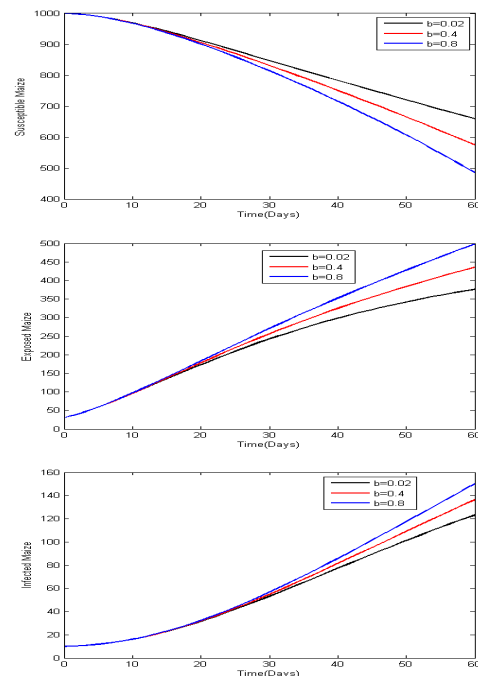 1000
900
800
700
600
500
400
Susceptible Maize
b=0.02
b=0.4
b=0.8
0 10 20 30 40 50 60
Time(Days)
500
450
400
350
300
250
200
150
100
50
0
Exposed Maize
b=0.02
b=0.4
b=0.8
0 10 20 30 40 50 60
Time(Days)
160
140
120
100
80
60
40
20
0
Infected Maize
b=0.02
b=0.4
b=0.8
0 10 20 30 40 50 60
Time(Days)